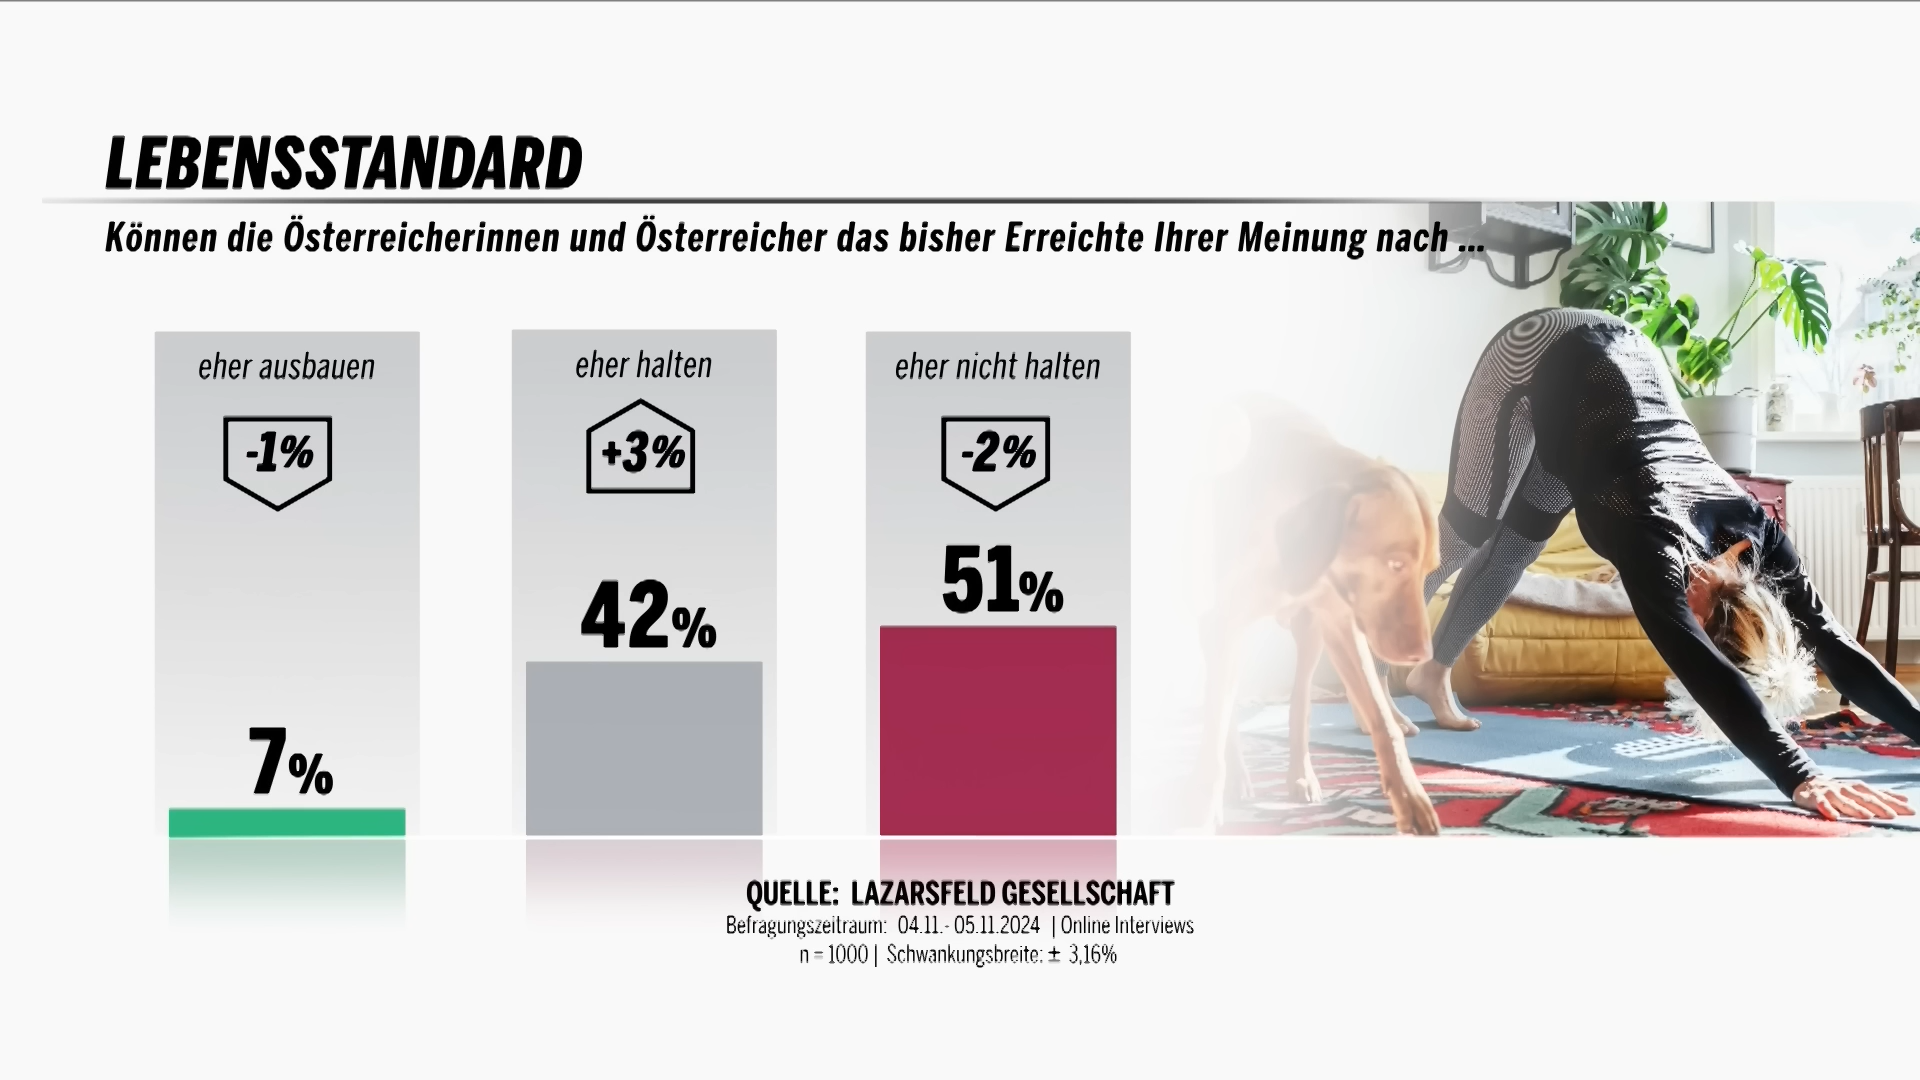 LEBENSSTANDARD
Können die Österreicherinnen und Österreicher das bisher Erreichte Ihrer Meinung nach ...
eher ausbauen
-1%
7%
eher halten
+3%
42%
eher nicht halten
-2%
51%
QUELLE: LAZARSFELD GESELLSCHAFT
Befragungszeitraum: 04.11.- 05.11.2024 | Online Interviews
n = 1000 | Schwankungsbreite: ± 3,16%